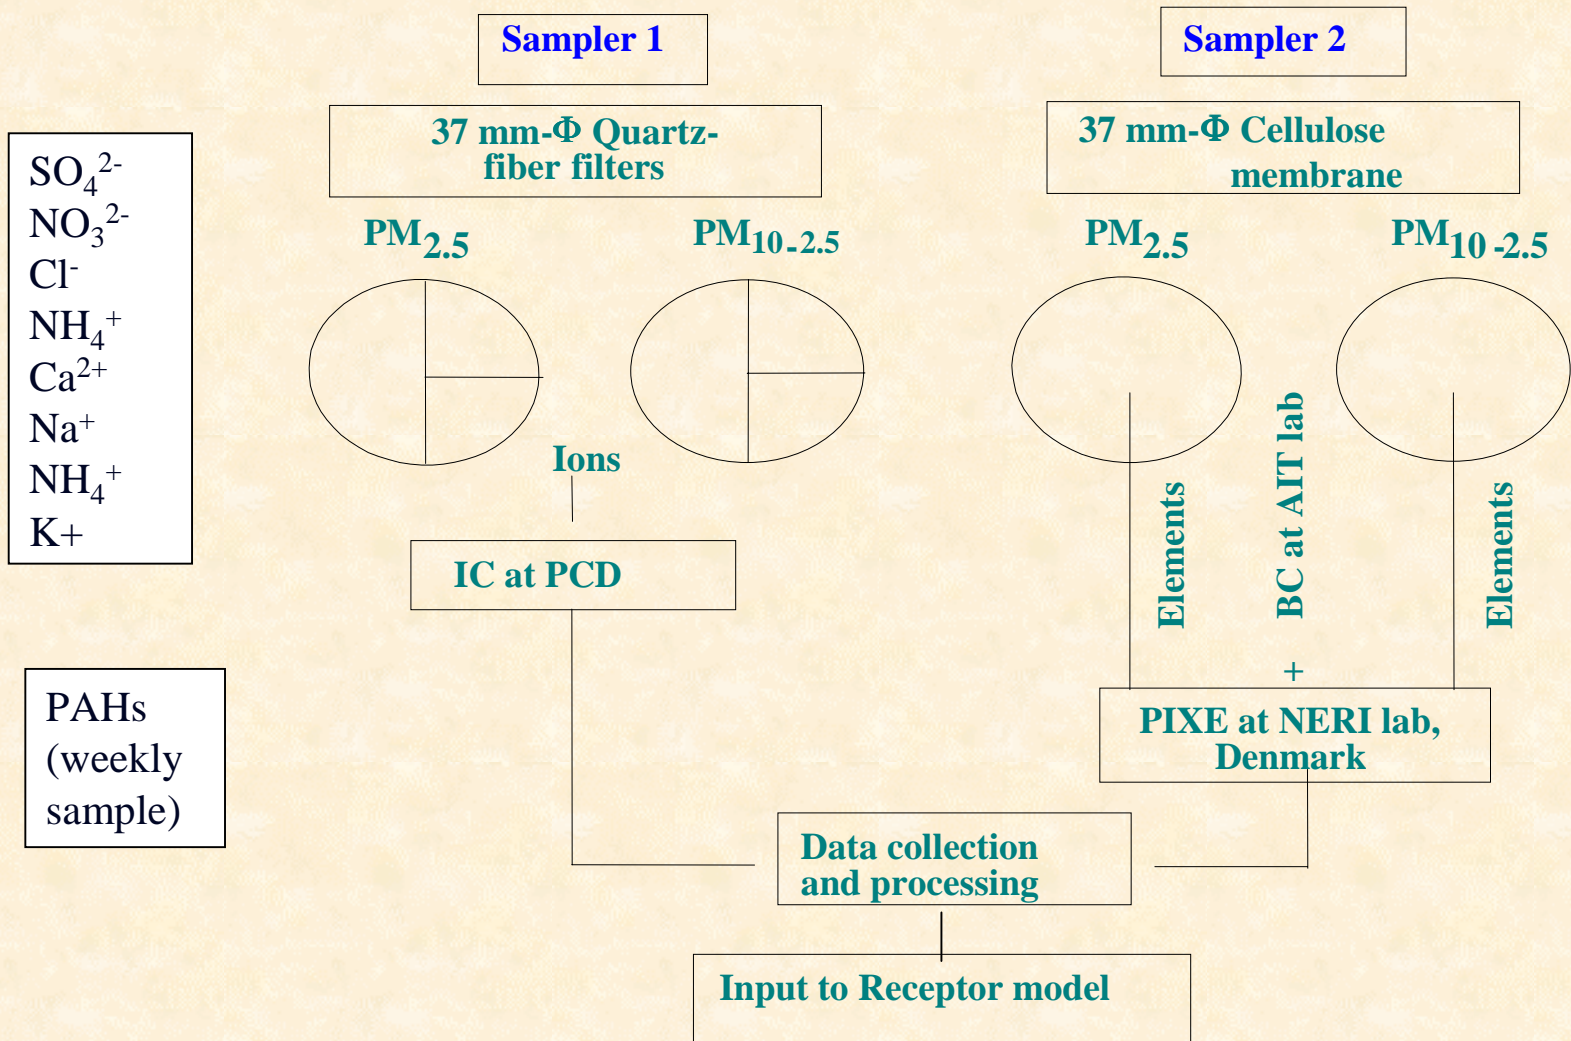 Sampler 1
Sampler 2
37 mm-Φ Quartz-
fiber filters
37 mm-Φ Cellulose
membrane
SO₄²⁻
NO₃²⁻
Cl⁻
NH₄⁺
Ca²⁺
Na⁺
NH₄⁺
K+
PM₂.₅
PM₁₀₋₂.₅
PM₂.₅
PM₁₀ ₋₂.₅
Ions
IC at PCD
Elements
BC at AIT lab
+
Elements
PAHs
(weekly
sample)
PIXE at NERI lab,
Denmark
Data collection
and processing
Input to Receptor model